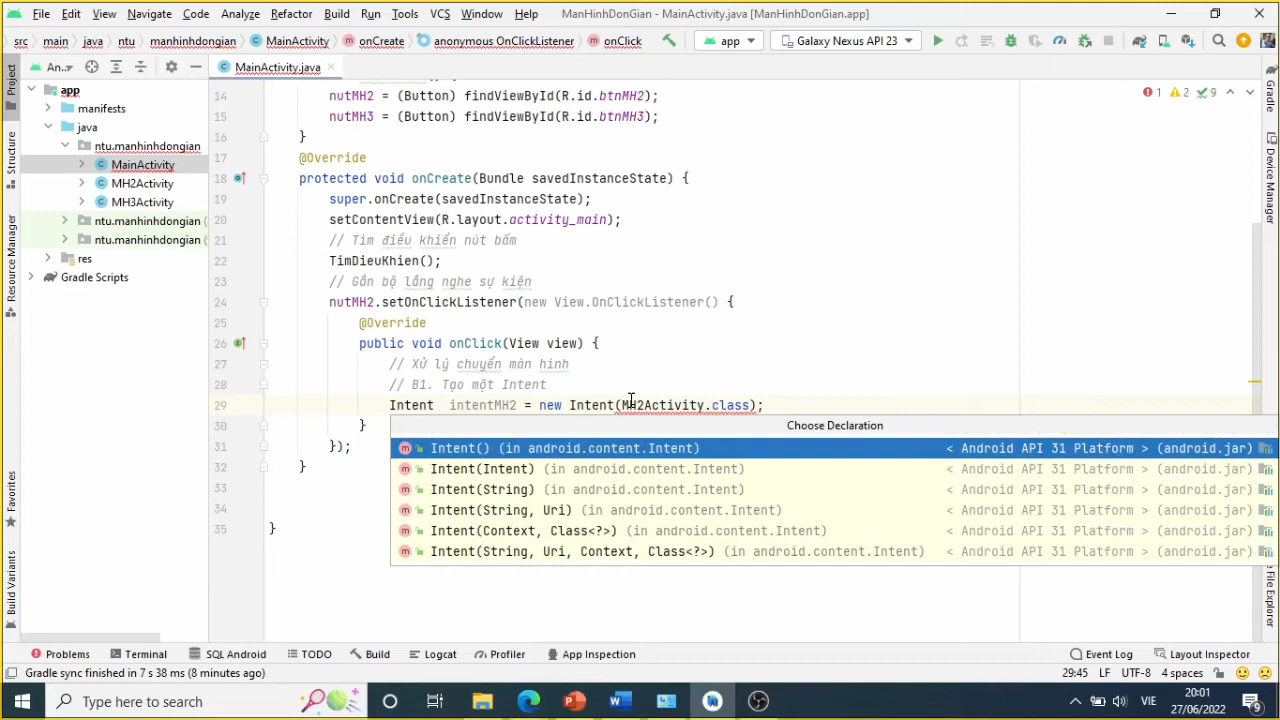 File Edit View Navigate Code Analyze Refactor Build Run Tools VCS Window Help ManHinhDonGian - MainActivity.java [ManHinhDonGian.app]
src main java ntu manhinhdongian MainActivity onCreate anonymous OnClickListener onClick app Galaxy Nexus API 23
Project
Structure
Resource Manager
Favorites
Build Variants
An...
app
manifests
java
ntu.manhinhdongian
MainActivity
MH2Activity
MH3Activity
ntu.manhinhdongian (
ntu.manhinhdongian (
res
Gradle Scripts
MainActivity.java
1 2 9
14 nutMH2 = (Button) findViewById(R.id.btnMH2);
15 nutMH3 = (Button) findViewById(R.id.btnMH3);
16 }
17 @Override
18 protected void onCreate(Bundle savedInstanceState) {
19 super.onCreate(savedInstanceState);
20 setContentView(R.layout.activity_main);
21 // Tìm điều khiển nút bấm
22 TimDieuKhien();
23 // Gắn bộ lắng nghe sự kiện
24 nutMH2.setOnClickListener(new View.OnClickListener() {
25 @Override
26 public void onClick(View view) {
27 // Xử lý chuyển màn hình
28 // B1. Tạo một Intent
29 Intent intentMH2 = new Intent(MH2Activity.class);
30 }
31 });
32 }
33
34
35 }
Choose Declaration
Intent() (in android.content.Intent) < Android API 31 Platform > (android.jar)
Intent(Intent) (in android.content.Intent) < Android API 31 Platform > (android.jar)
Intent(String) (in android.content.Intent) < Android API 31 Platform > (android.jar)
Intent(String, Uri) (in android.content.Intent) < Android API 31 Platform > (android.jar)
Intent(Context, Class<?>) (in android.content.Intent) < Android API 31 Platform > (android.jar)
Intent(String, Uri, Context, Class<?>) (in android.content.Intent) < Android API 31 Platform > (android.jar)
Gradle
Device Manager
File Explorer
Problems Terminal SQL Android TODO Build Logcat Profiler App Inspection Event Log Layout Inspector
Gradle sync finished in 7 s 38 ms (8 minutes ago) 29:45 LF UTF-8 4 spaces
Type here to search VIE 20:01
27/06/2022 9